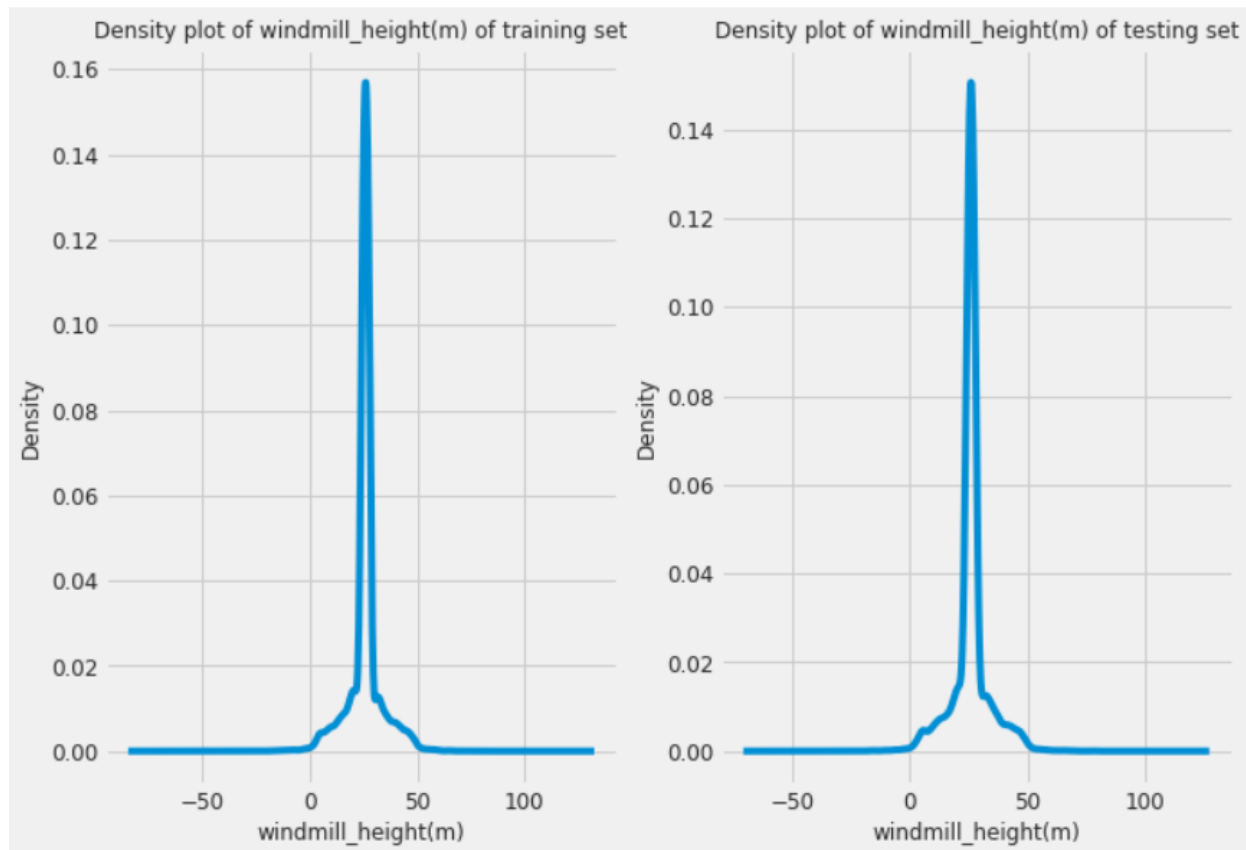 Density plot of windmill_height(m) of training set
0.16
0.14
0.12
0.10
0.08
0.06
0.04
0.02
0.00
Density
−50 0 50 100
windmill_height(m)
Density plot of windmill_height(m) of testing set
0.14
0.12
0.10
0.08
0.06
0.04
0.02
0.00
Density
−50 0 50 100
windmill_height(m)